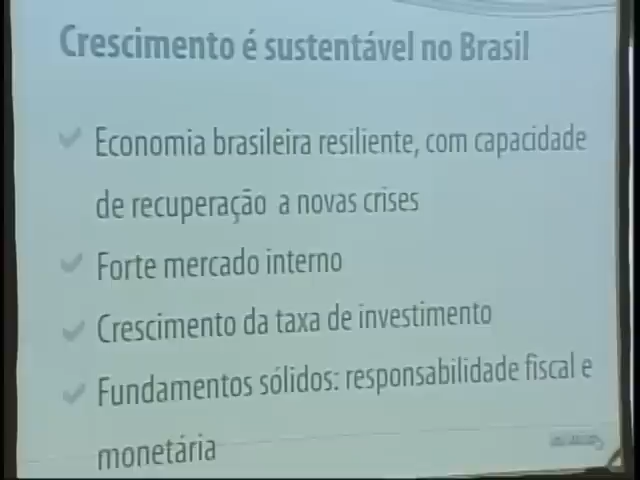 Crescimento é sustentável no Brasil
Economia brasileira resiliente, com capacidade
de recuperação a novas crises
Forte mercado interno
Crescimento da taxa de investimento
Fundamentos sólidos: responsabilidade fiscal e
monetária